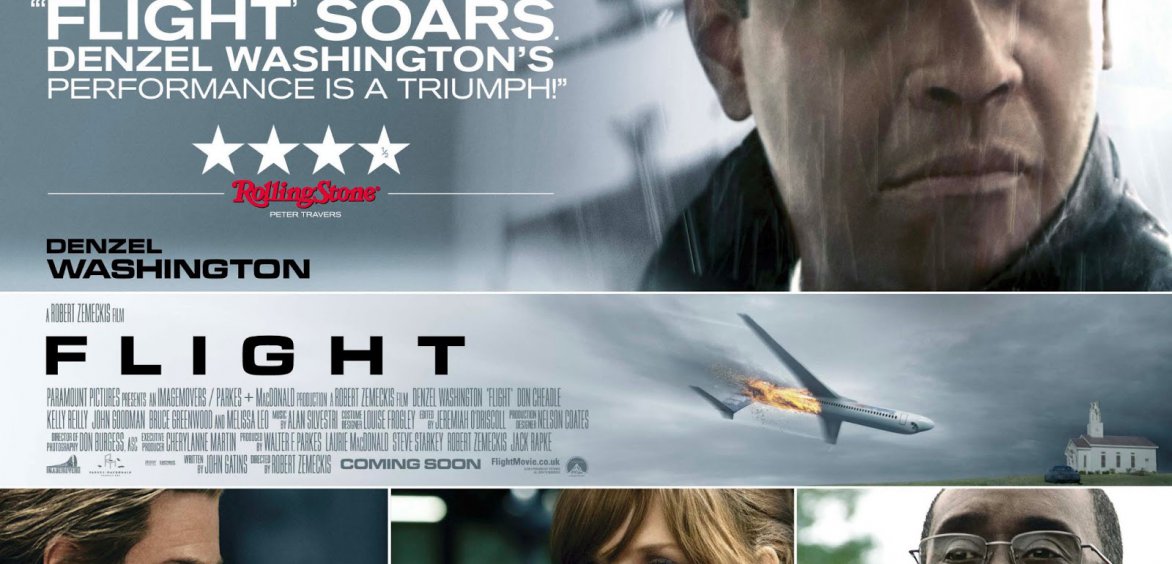 "'FLIGHT' SOARS.
DENZEL WASHINGTON'S
PERFORMANCE IS A TRIUMPH!"
RollingStone
PETER TRAVERS
DENZEL
WASHINGTON
A ROBERT ZEMECKIS FILM
FLIGHT
PARAMOUNT PICTURES PRESENTS AN IMAGEMOVERS / PARKES + MACDONALD PRODUCTION A ROBERT ZEMECKIS FILM DENZEL WASHINGTON "FLIGHT" DON CHEADLE
KELLY REILLY JOHN GOODMAN BRUCE GREENWOOD AND MELISSA LEO MUSIC BY ALAN SILVESTRI COSTUME DESIGNER LOUISE FROGLEY EDITED BY JEREMIAH O'DRISCOLL PRODUCTION DESIGNER NELSON COATES
DIRECTOR OF PHOTOGRAPHY DON BURGESS, ASC EXECUTIVE PRODUCER CHERYLANNE MARTIN PRODUCED BY WALTER F. PARKES LAURIE MACDONALD STEVE STARKEY ROBERT ZEMECKIS JACK RAPKE
WRITTEN BY JOHN GATINS DIRECTED BY ROBERT ZEMECKIS COMING SOON FlightMovie.co.uk